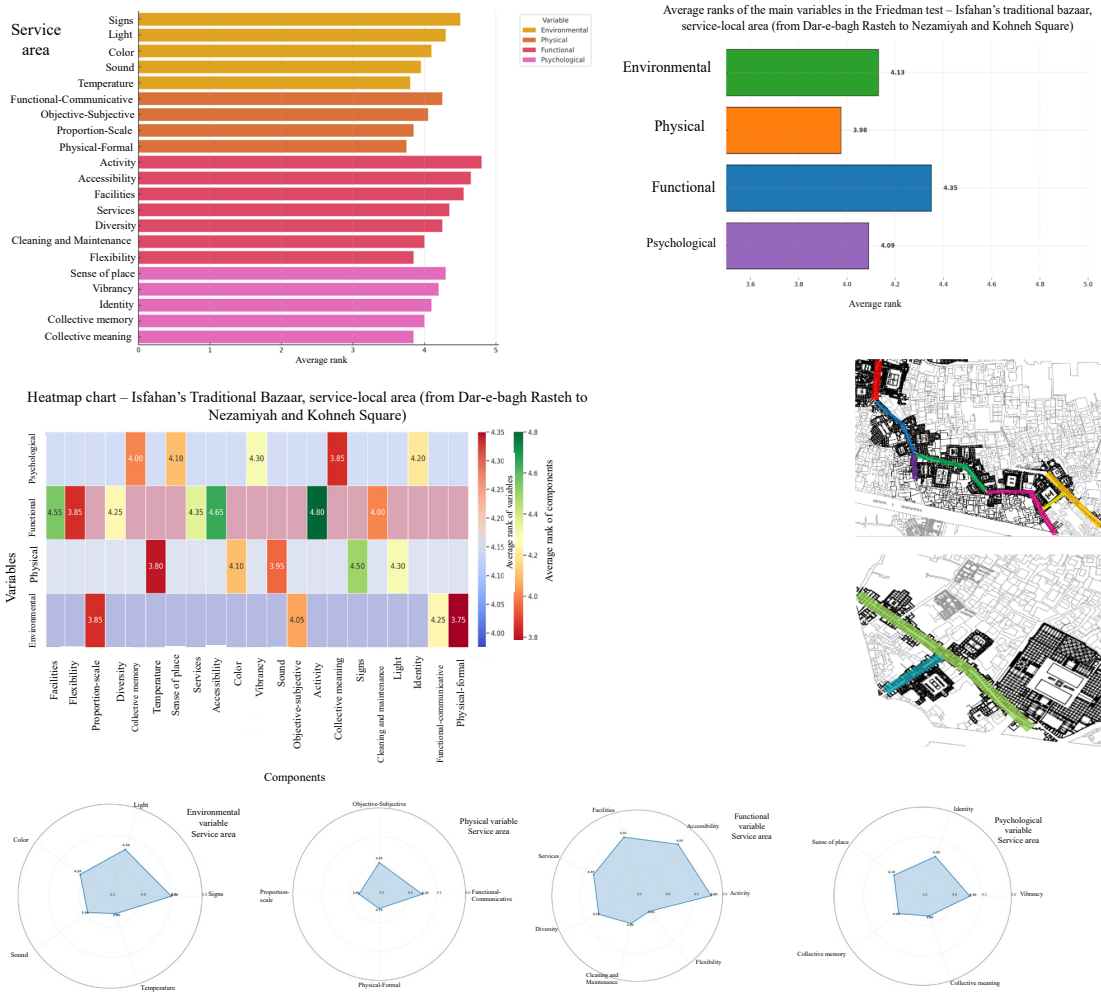 Service
area
Signs
Light
Color
Sound
Temperature
Functional-Communicative
Objective-Subjective
Proportion-Scale
Physical-Formal
Activity
Accessibility
Facilities
Services
Diversity
Cleaning and Maintenance
Flexibility
Sense of place
Vibrancy
Identity
Collective memory
Collective meaning
0 1 2 3 4 5
Average rank
Variable
Environmental
Physical
Functional
Psychological
Average ranks of the main variables in the Friedman test – Isfahan's traditional bazaar,
service-local area (from Dar-e-bagh Rasteh to Nezamiyah and Kohneh Square)
Environmental
4.13
Physical
3.98
Functional
4.35
Psychological
4.09
3.6 3.8 4.0 4.2 4.4 4.6 4.8 5.0
Average rank
Heatmap chart – Isfahan's Traditional Bazaar, service-local area (from Dar-e-bagh Rasteh to
Nezamiyah and Kohneh Square)
Variables
Psychological
4.00 4.10 4.30 3.85 4.20
Functional
4.55 3.85 4.25 4.35 4.65 4.80 4.00
Physical
3.80 4.10 3.95 4.50 4.30
Environmental
3.85 4.05 4.25 3.75
Facilities
Flexibility
Proportion-scale
Diversity
Collective memory
Temperature
Sense of place
Services
Accessibility
Color
Vibrancy
Sound
Objective-subjective
Activity
Collective meaning
Cleaning and maintenance
Signs
Light
Identity
Functional-communicative
Physical-formal
Components
4.35
4.30
4.25
4.20
4.15
4.10
4.05
4.00
Average rank of variables
4.8
4.6
4.4
4.2
4.0
3.8
Average rank of components
Environmental
variable
Service area
Light
Color
Signs
Sound
Temperature
Physical variable
Service area
Objective-Subjective
Proportion-
scale
Functional-
Communicative
Physical-Formal
Functional
variable
Service area
Facilities
Accessibility
Services
Activity
Diversity
Cleaning and
Maintenance
Flexibility
Psychological
variable
Service area
Identity
Sense of place
Vibrancy
Collective memory
Collective meaning